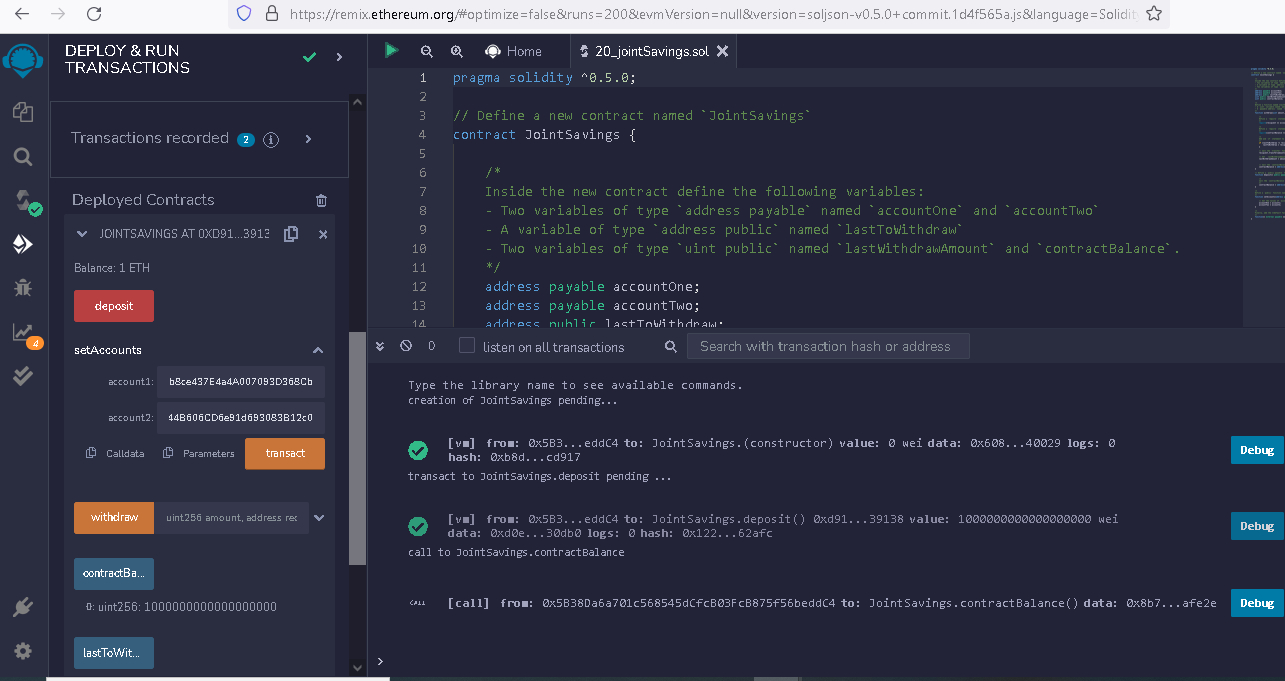 https://remix.ethereum.org/#optimize=false&runs=200&evmVersion=null&version=soljson-v0.5.0+commit.1d4f565a.js&language=Solidit
DEPLOY & RUN
TRANSACTIONS
Transactions recorded 2 i
Deployed Contracts
JOINTSAVINGS AT 0XD91...39138
Balance: 1 ETH
deposit
setAccounts
account1: b8ce437E4a4A007093D368Cb
account2: 44B606CD6e91d693083B12c0
Calldata Parameters transact
withdraw uint256 amount, address rec
contractBa...
0: uint256: 1000000000000000000
lastToWit...
4
Home 20_jointSavings.sol
1 pragma solidity ^0.5.0;
2
3 // Define a new contract named `JointSavings`
4 contract JointSavings {
5
6 /*
7 Inside the new contract define the following variables:
8 - Two variables of type `address payable` named `accountOne` and `accountTwo`
9 - A variable of type `address public` named `lastToWithdraw`
10 - Two variables of type `uint public` named `lastWithdrawAmount` and `contractBalance`.
11 */
12 address payable accountOne;
13 address payable accountTwo;
14 address public lastToWithdraw;
0 listen on all transactions Search with transaction hash or address
Type the library name to see available commands.
creation of JointSavings pending...
[vm] from: 0x5B3...eddC4 to: JointSavings.(constructor) value: 0 wei data: 0x608...40029 logs: 0
hash: 0xb8d...cd917
Debug
transact to JointSavings.deposit pending ...
[vm] from: 0x5B3...eddC4 to: JointSavings.deposit() 0xd91...39138 value: 1000000000000000000 wei
data: 0xd0e...30db0 logs: 0 hash: 0x122...62afc
Debug
call to JointSavings.contractBalance
CALL [call] from: 0x5B38Da6a701c568545dCfcB03FcB875f56beddC4 to: JointSavings.contractBalance() data: 0x8b7...afe2e
Debug
>